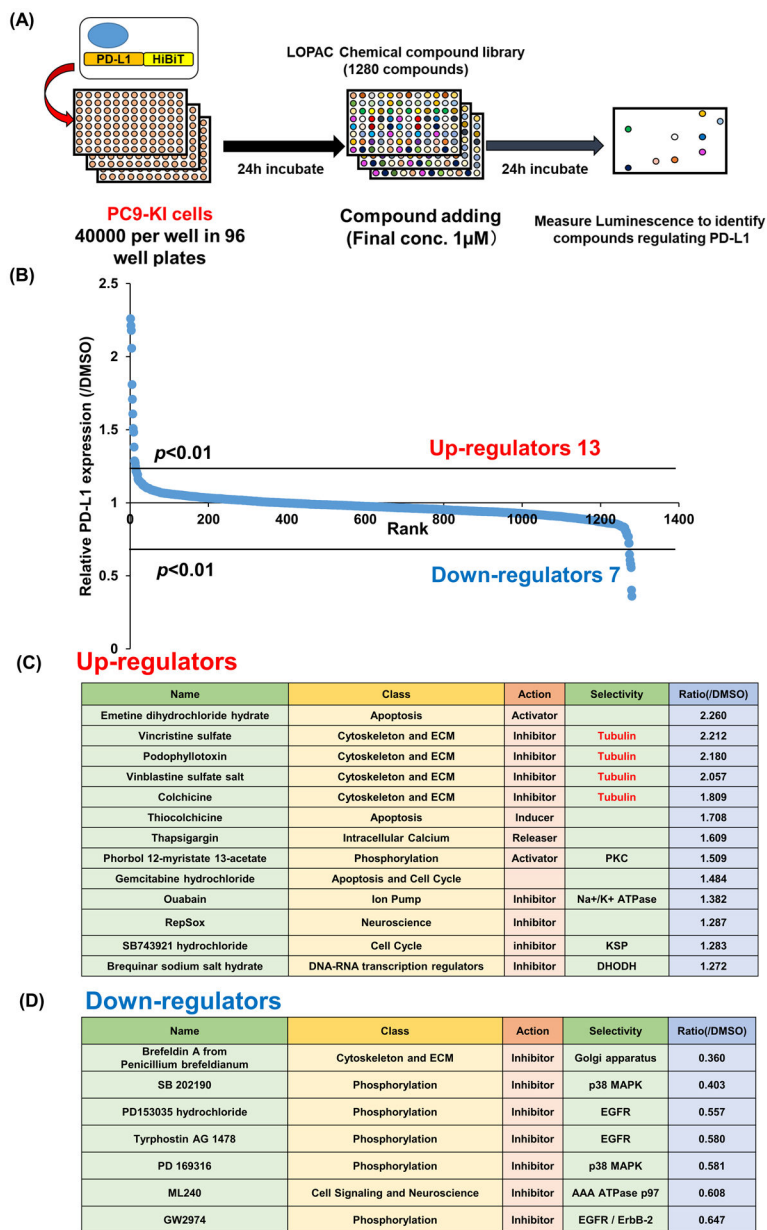 (A)
PD-L1 HiBiT
LOPAC Chemical compound library
(1280 compounds)
24h incubate
24h incubate
PC9-KI cells
40000 per well in 96
well plates
Compound adding
(Final conc. 1μM)
Measure Luminescence to identify
compounds regulating PD-L1
(B)
Relative PD-L1 expression (/DMSO)
2.5
2
1.5
1
0.5
0
p<0.01
Up-regulators 13
0 200 400 600 800 1000 1200 1400
Rank
p<0.01
Down-regulators 7
(C) Up-regulators
Name Class Action Selectivity Ratio(/DMSO)
Emetine dihydrochloride hydrate Apoptosis Activator 2.260
Vincristine sulfate Cytoskeleton and ECM Inhibitor Tubulin 2.212
Podophyllotoxin Cytoskeleton and ECM Inhibitor Tubulin 2.180
Vinblastine sulfate salt Cytoskeleton and ECM Inhibitor Tubulin 2.057
Colchicine Cytoskeleton and ECM Inhibitor Tubulin 1.809
Thiocolchicine Apoptosis Inducer 1.708
Thapsigargin Intracellular Calcium Releaser 1.609
Phorbol 12-myristate 13-acetate Phosphorylation Activator PKC 1.509
Gemcitabine hydrochloride Apoptosis and Cell Cycle 1.484
Ouabain Ion Pump Inhibitor Na+/K+ ATPase 1.382
RepSox Neuroscience Inhibitor 1.287
SB743921 hydrochloride Cell Cycle inhibitor KSP 1.283
Brequinar sodium salt hydrate DNA-RNA transcription regulators Inhibitor DHODH 1.272
(D) Down-regulators
Name Class Action Selectivity Ratio(/DMSO)
Brefeldin A from
Penicillium brefeldianum Cytoskeleton and ECM Inhibitor Golgi apparatus 0.360
SB 202190 Phosphorylation Inhibitor p38 MAPK 0.403
PD153035 hydrochloride Phosphorylation Inhibitor EGFR 0.557
Tyrphostin AG 1478 Phosphorylation Inhibitor EGFR 0.580
PD 169316 Phosphorylation Inhibitor p38 MAPK 0.581
ML240 Cell Signaling and Neuroscience Inhibitor AAA ATPase p97 0.608
GW2974 Phosphorylation Inhibitor EGFR / ErbB-2 0.647